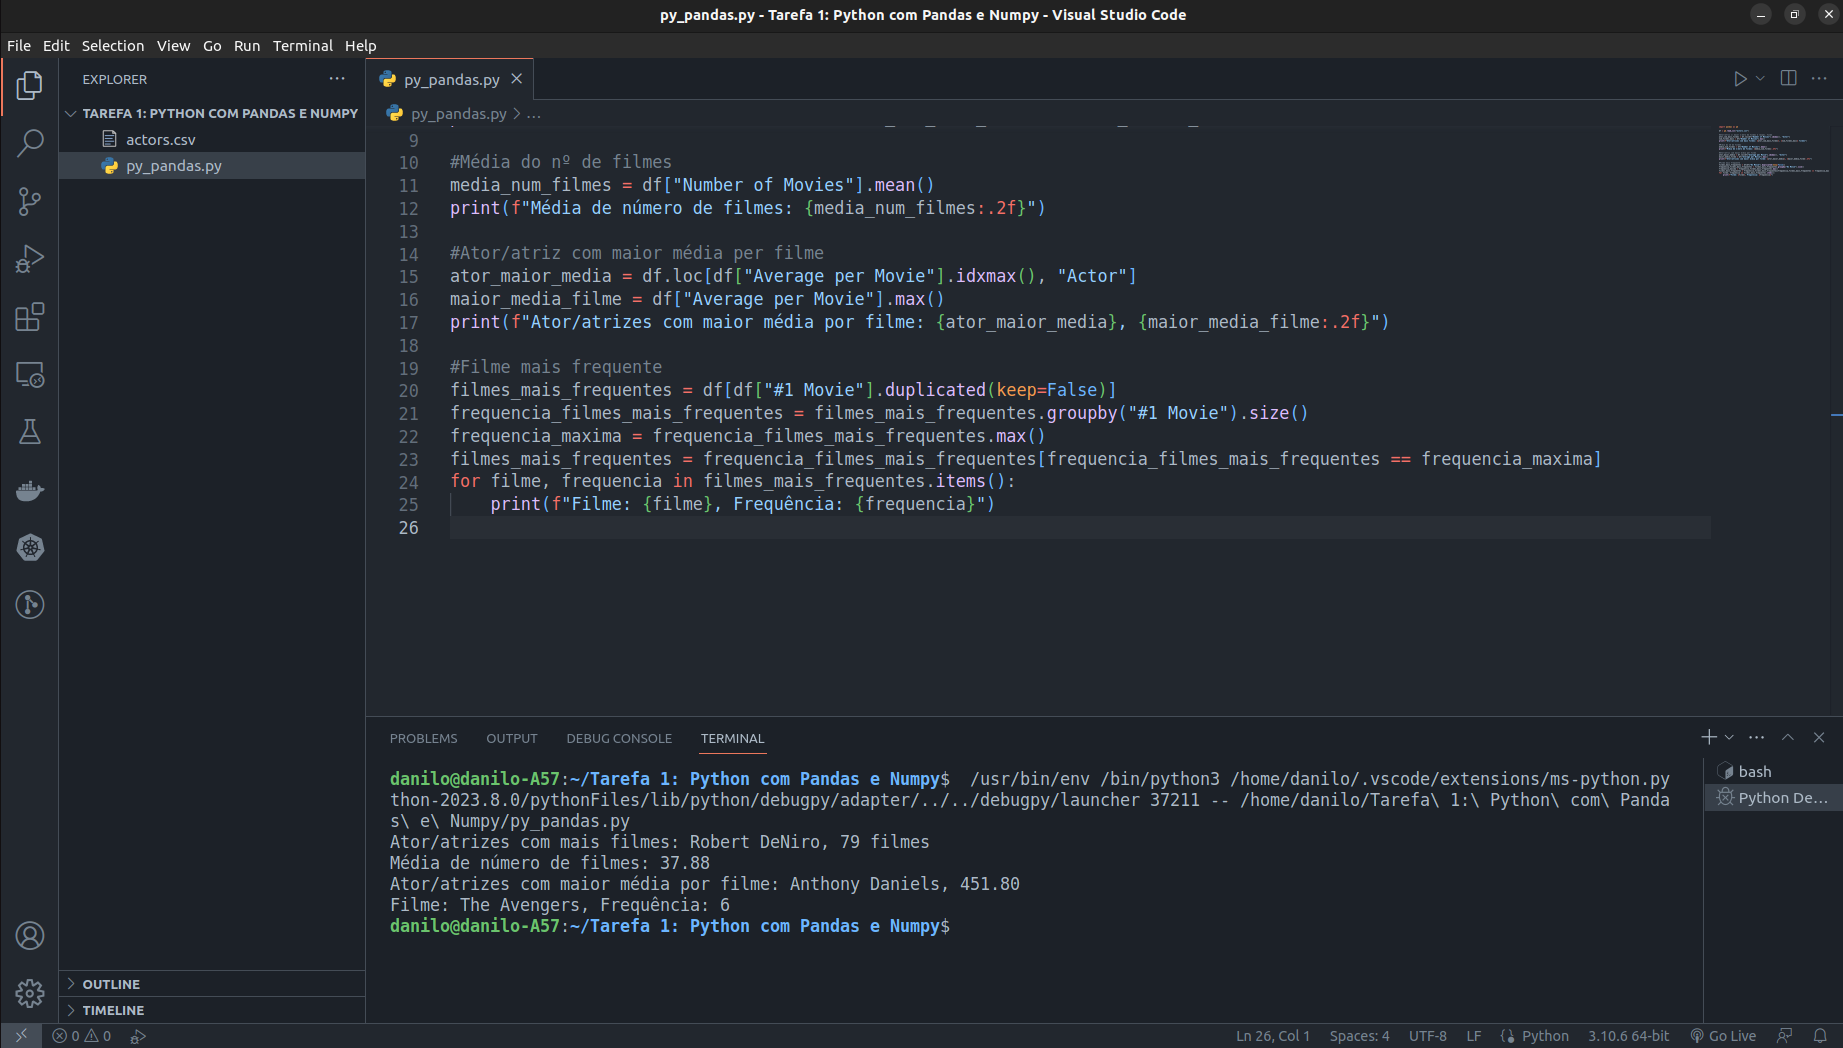 py_pandas.py - Tarefa 1: Python com Pandas e Numpy - Visual Studio Code
File Edit Selection View Go Run Terminal Help
EXPLORER
TAREFA 1: PYTHON COM PANDAS E NUMPY
actors.csv
py_pandas.py
OUTLINE
TIMELINE
py_pandas.py
py_pandas.py > ...
9
10 #Média do nº de filmes
11 media_num_filmes = df["Number of Movies"].mean()
12 print(f"Média de número de filmes: {media_num_filmes:.2f}")
13
14 #Ator/atriz com maior média per filme
15 ator_maior_media = df.loc[df["Average per Movie"].idxmax(), "Actor"]
16 maior_media_filme = df["Average per Movie"].max()
17 print(f"Ator/atrizes com maior média por filme: {ator_maior_media}, {maior_media_filme:.2f}")
18
19 #Filme mais frequente
20 filmes_mais_frequentes = df[df["#1 Movie"].duplicated(keep=False)]
21 frequencia_filmes_mais_frequentes = filmes_mais_frequentes.groupby("#1 Movie").size()
22 frequencia_maxima = frequencia_filmes_mais_frequentes.max()
23 filmes_mais_frequentes = frequencia_filmes_mais_frequentes[frequencia_filmes_mais_frequentes == frequencia_maxima]
24 for filme, frequencia in filmes_mais_frequentes.items():
25     print(f"Filme: {filme}, Frequência: {frequencia}")
26
PROBLEMS OUTPUT DEBUG CONSOLE TERMINAL
danilo@danilo-A57:~/Tarefa 1: Python com Pandas e Numpy$  /usr/bin/env /bin/python3 /home/danilo/.vscode/extensions/ms-python.py
thon-2023.8.0/pythonFiles/lib/python/debugpy/adapter/../../debugpy/launcher 37211 -- /home/danilo/Tarefa\ 1:\ Python\ com\ Panda
s\ e\ Numpy/py_pandas.py
Ator/atrizes com mais filmes: Robert DeNiro, 79 filmes
Média de número de filmes: 37.88
Ator/atrizes com maior média por filme: Anthony Daniels, 451.80
Filme: The Avengers, Frequência: 6
danilo@danilo-A57:~/Tarefa 1: Python com Pandas e Numpy$
bash
Python De...
0 0
Ln 26, Col 1 Spaces: 4 UTF-8 LF Python 3.10.6 64-bit Go Live